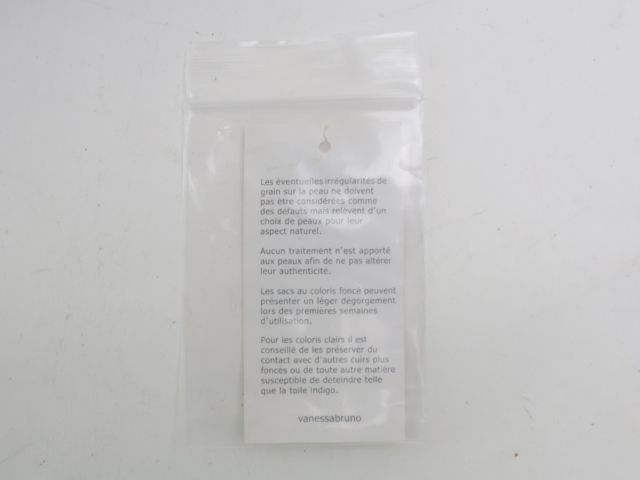 Les éventuelles irrégularités de
grain sur la peau ne doivent
pas être considérées comme
des défauts mais relèvent d'un
choix de peaux pour leur
aspect naturel.
Aucun traitement n'est apporté
aux peaux afin de ne pas altérer
leur authenticité.
Les sacs au coloris foncé peuvent
présenter un léger dégorgement
lors des premières semaines
d'utilisation.
Pour les coloris clairs il est
conseillé de les préserver du
contact avec d'autres cuirs plus
foncés ou de toute autre matière
susceptible de déteindre telle
que la toile indigo.
vanessabruno